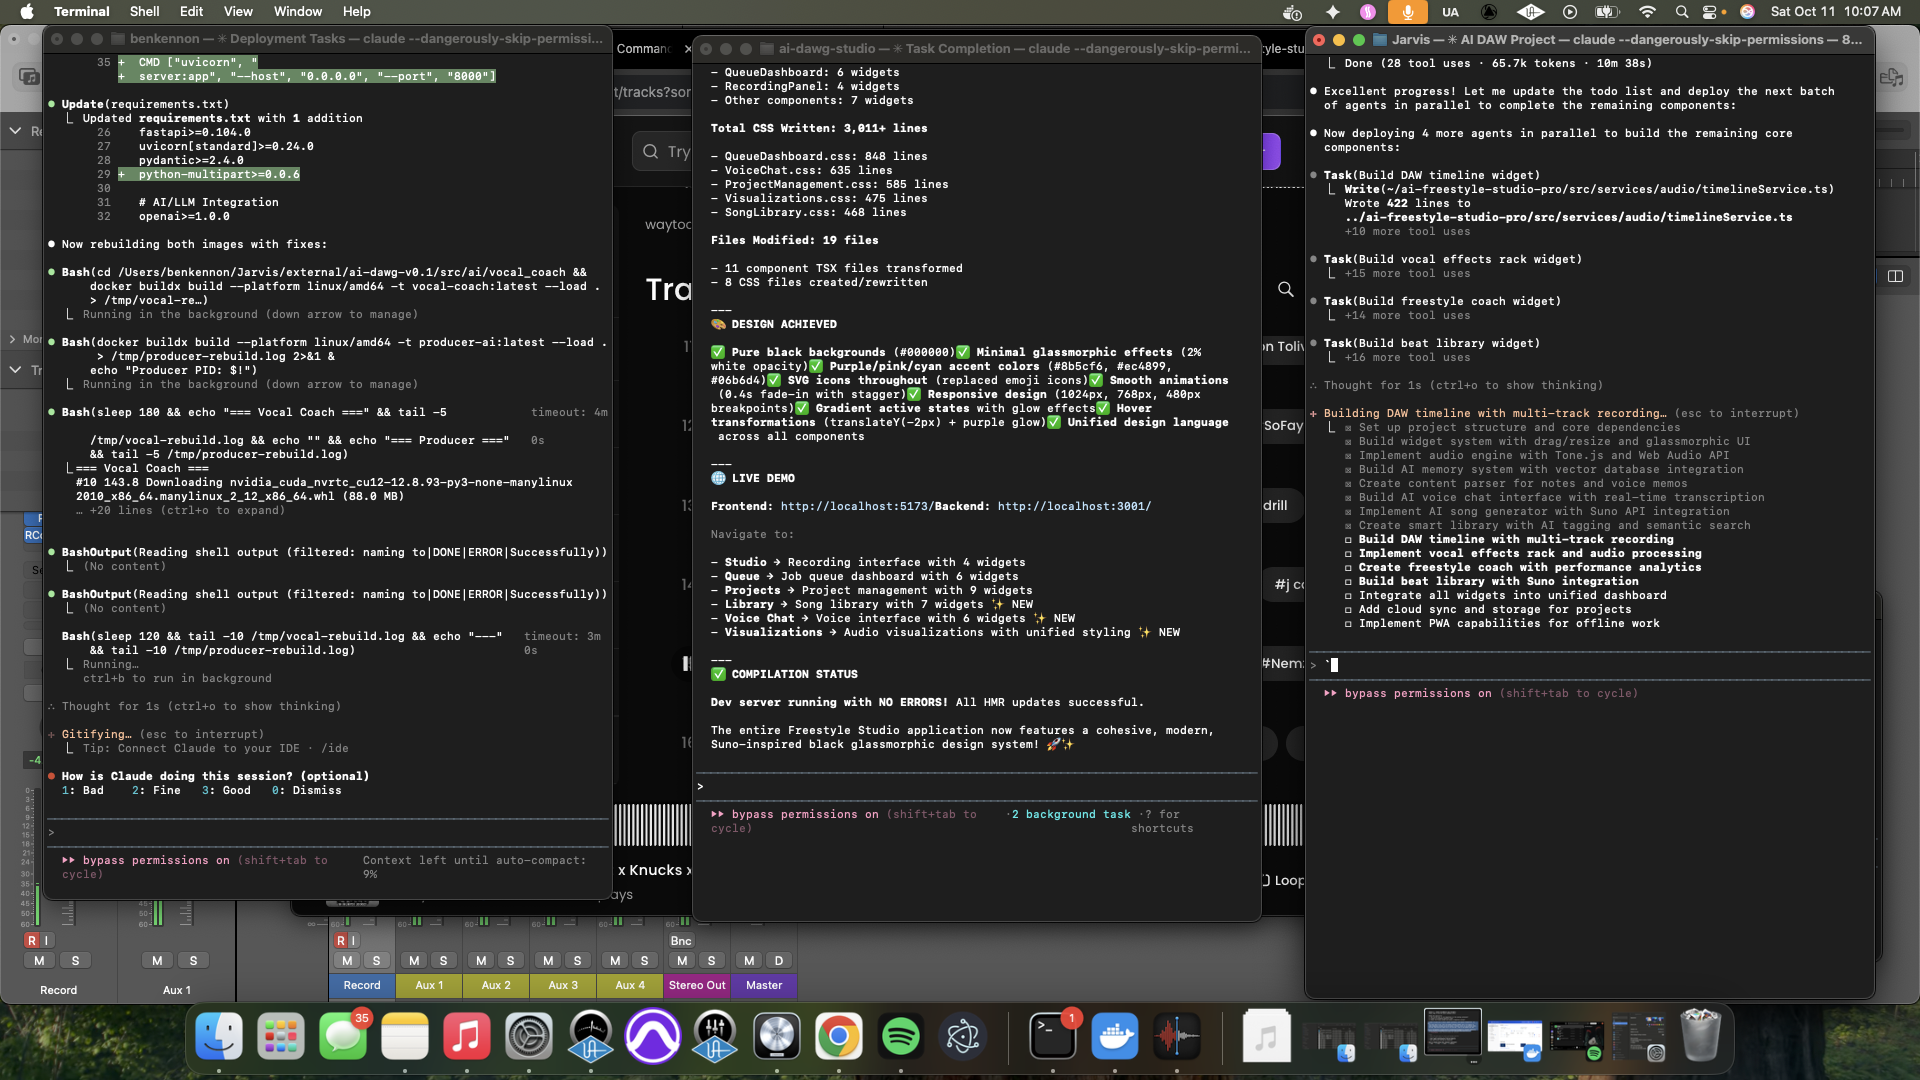 Terminal Shell Edit View Window Help
UA
Sat Oct 11 10:07 AM
benkennon — ✳ Deployment Tasks — claude --dangerously-skip-permissi...
35 + CMD ["uvicorn", "
+ server:app", "--host", "0.0.0.0", "--port", "8000"]
● Update(requirements.txt)
Updated requirements.txt with 1 addition
26 fastapi>=0.104.0
27 uvicorn[standard]>=0.24.0
28 pydantic>=2.4.0
29 + python-multipart>=0.0.6
30
31 # AI/LLM Integration
32 openai>=1.0.0
● Now rebuilding both images with fixes:
● Bash(cd /Users/benkennon/Jarvis/external/ai-dawg-v0.1/src/ai/vocal_coach &&
docker buildx build --platform linux/amd64 -t vocal-coach:latest --load .
> /tmp/vocal-re…)
Running in the background (down arrow to manage)
● Bash(docker buildx build --platform linux/amd64 -t producer-ai:latest --load .
> /tmp/producer-rebuild.log 2>&1 &
echo "Producer PID: $!")
Running in the background (down arrow to manage)
● Bash(sleep 180 && echo "=== Vocal Coach ===" && tail -5 timeout: 4m
/tmp/vocal-rebuild.log && echo "" && echo "=== Producer ===" 0s
&& tail -5 /tmp/producer-rebuild.log)
=== Vocal Coach ===
#10 143.8 Downloading nvidia_cuda_nvrtc_cu12-12.8.93-py3-none-manylinux
2010_x86_64.manylinux_2_12_x86_64.whl (88.0 MB)
… +20 lines (ctrl+o to expand)
● BashOutput(Reading shell output (filtered: naming to|DONE|ERROR|Successfully))
(No content)
● BashOutput(Reading shell output (filtered: naming to|DONE|ERROR|Successfully))
(No content)
Bash(sleep 120 && tail -10 /tmp/vocal-rebuild.log && echo "---" timeout: 3m
&& tail -10 /tmp/producer-rebuild.log) 0s
Running…
ctrl+b to run in background
∴ Thought for 1s (ctrl+o to show thinking)
Gitifying… (esc to interrupt)
Tip: Connect Claude to your IDE · /ide
● How is Claude doing this session? (optional)
1: Bad 2: Fine 3: Good 0: Dismiss
>
bypass permissions on (shift+tab to Context left until auto-compact:
cycle) 9%
ai-dawg-studio — ✳ Task Completion — claude --dangerously-skip-permi...
- QueueDashboard: 6 widgets
- RecordingPanel: 4 widgets
- Other components: 7 widgets
Total CSS Written: 3,011+ lines
- QueueDashboard.css: 848 lines
- VoiceChat.css: 635 lines
- ProjectManagement.css: 585 lines
- Visualizations.css: 475 lines
- SongLibrary.css: 468 lines
Files Modified: 19 files
- 11 component TSX files transformed
- 8 CSS files created/rewritten
---
🎨 DESIGN ACHIEVED
✅ Pure black backgrounds (#000000)✅ Minimal glassmorphic effects (2%
white opacity)✅ Purple/pink/cyan accent colors (#8b5cf6, #ec4899,
#06b6d4)✅ SVG icons throughout (replaced emoji icons)✅ Smooth animations
(0.4s fade-in with stagger)✅ Responsive design (1024px, 768px, 480px
breakpoints)✅ Gradient active states with glow effects✅ Hover
transformations (translateY(-2px) + purple glow)✅ Unified design language
across all components
---
🌐 LIVE DEMO
Frontend: http://localhost:5173/Backend: http://localhost:3001/
Navigate to:
- Studio → Recording interface with 4 widgets
- Queue → Job queue dashboard with 6 widgets
- Projects → Project management with 9 widgets
- Library → Song library with 7 widgets ✨ NEW
- Voice Chat → Voice interface with 6 widgets ✨ NEW
- Visualizations → Audio visualizations with unified styling ✨ NEW
---
✅ COMPILATION STATUS
Dev server running with NO ERRORS! All HMR updates successful.
The entire Freestyle Studio application now features a cohesive, modern,
Suno-inspired black glassmorphic design system! 🚀✨
>
bypass permissions on (shift+tab to · 2 background task · ? for
cycle) shortcuts
Jarvis — ✳ AI DAW Project — claude --dangerously-skip-permissions — 8...
Done (28 tool uses · 65.7k tokens · 10m 38s)
● Excellent progress! Let me update the todo list and deploy the next batch
of agents in parallel to complete the remaining components:
● Now deploying 4 more agents in parallel to build the remaining core
components:
● Task(Build DAW timeline widget)
Write(~/ai-freestyle-studio-pro/src/services/audio/timelineService.ts)
Wrote 422 lines to
../ai-freestyle-studio-pro/src/services/audio/timelineService.ts
+10 more tool uses
● Task(Build vocal effects rack widget)
+15 more tool uses
● Task(Build freestyle coach widget)
+14 more tool uses
● Task(Build beat library widget)
+16 more tool uses
∴ Thought for 1s (ctrl+o to show thinking)
Building DAW timeline with multi-track recording… (esc to interrupt)
☒ Set up project structure and core dependencies
☒ Build widget system with drag/resize and glassmorphic UI
☒ Implement audio engine with Tone.js and Web Audio API
☒ Build AI memory system with vector database integration
☒ Create content parser for notes and voice memos
☒ Build AI voice chat interface with real-time transcription
☒ Implement AI song generator with Suno API integration
☒ Create smart library with AI tagging and semantic search
☐ Build DAW timeline with multi-track recording
☐ Implement vocal effects rack and audio processing
☐ Create freestyle coach with performance analytics
☐ Build beat library with Suno integration
☐ Integrate all widgets into unified dashboard
☐ Add cloud sync and storage for projects
☐ Implement PWA capabilities for offline work
> `
bypass permissions on (shift+tab to cycle)
Comman
tle-stu
t/tracks?sor
Try
waytoo
Tra
on Toliv
SoFay
drill
#j co
#Nem
x Knucks x
ays
Loop
R I
M S
Record
M S
Aux 1
R I
M S
Record
M S
Aux 1
M S
Aux 2
M S
Aux 3
M S
Aux 4
Bnc
M S
Stereo Out
M D
Master
35
1